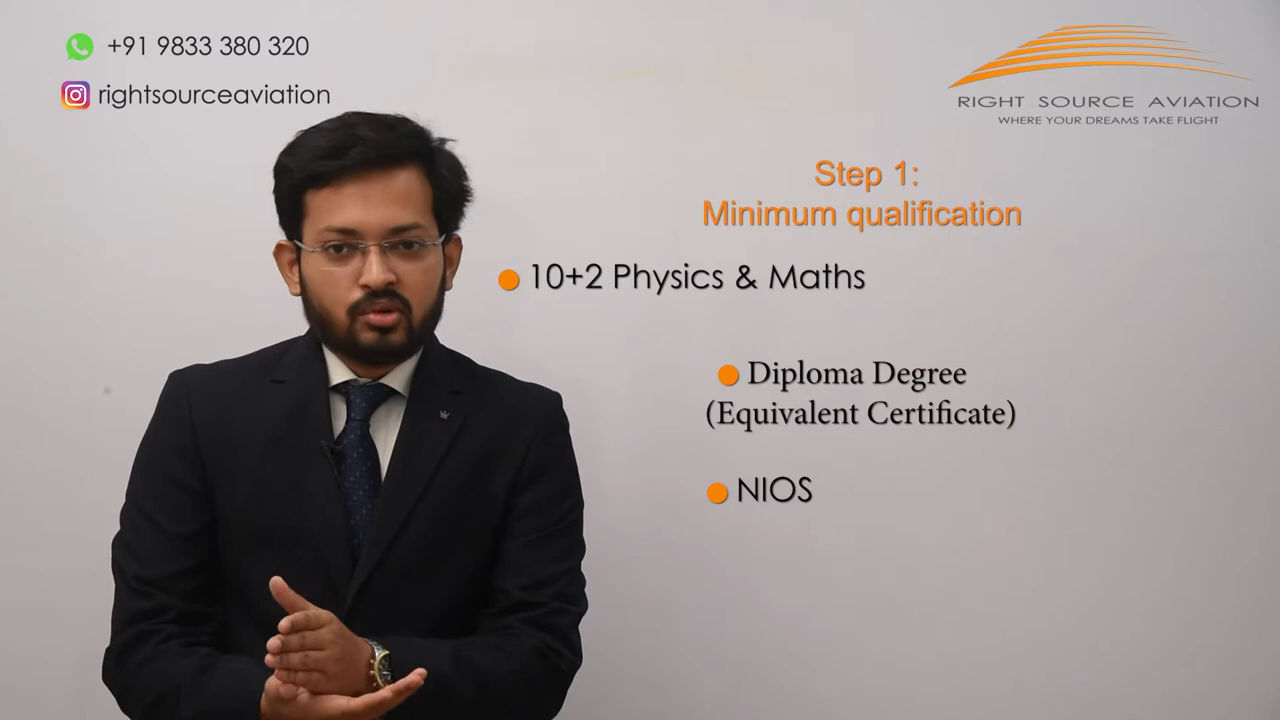 +91 9833 380 320
rightsourceaviation
RIGHT SOURCE AVIATION
WHERE YOUR DREAMS TAKE FLIGHT
Step 1:
Minimum qualification
10+2 Physics & Maths
Diploma Degree
(Equivalent Certificate)
NIOS